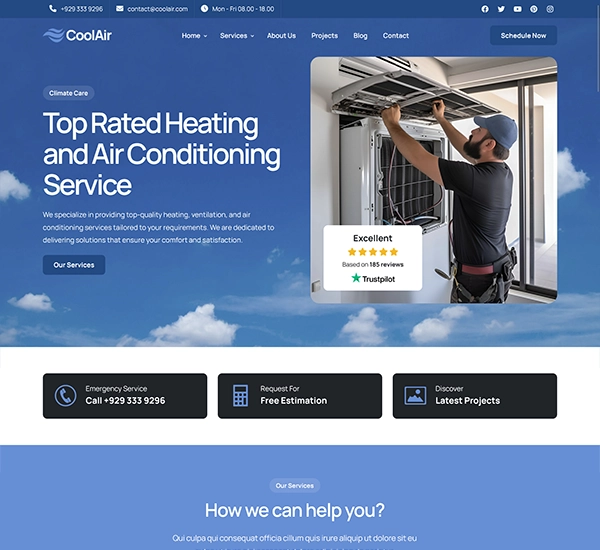 +929 333 9296
contact@coolair.com
Mon - Fri 08.00 - 18.00
CoolAir
Home
Services
About Us
Projects
Blog
Contact
Schedule Now
Climate Care
Top Rated Heating
and Air Conditioning
Service
We specialize in providing top-quality heating, ventilation, and air
conditioning services tailored to your requirements. We are dedicated to
delivering solutions that ensure your comfort and satisfaction.
Our Services
Excellent
Based on 185 reviews
Trustpilot
Emergency Service
Call +929 333 9296
Request For
Free Estimation
Discover
Latest Projects
Our Services
How we can help you?
Qui culpa qui consequat officia cillum quis irure aliquip ut dolore sit eu